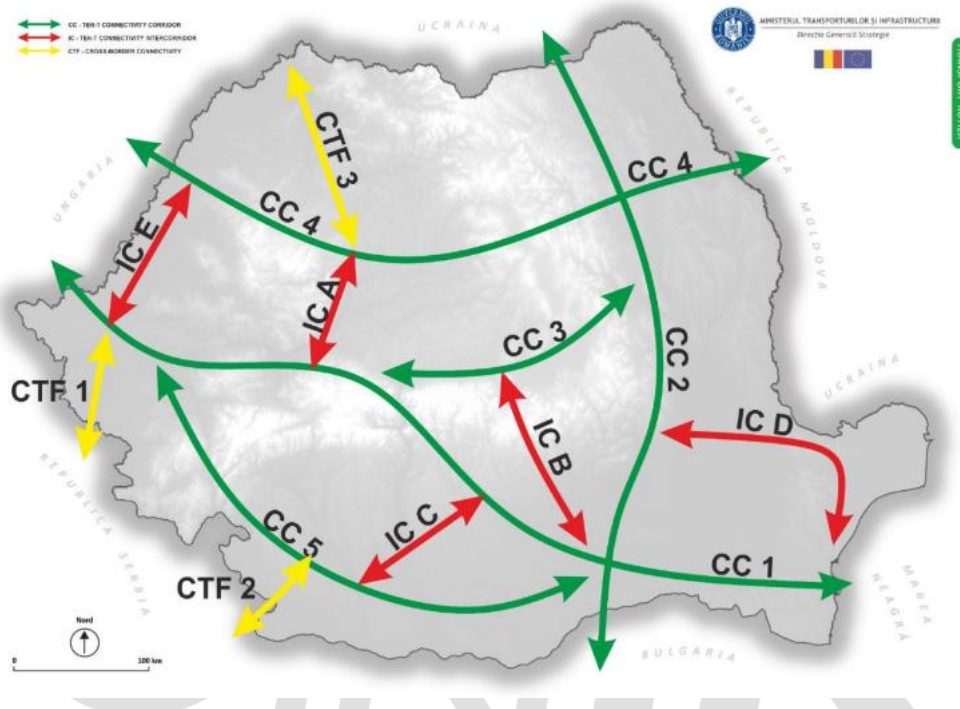 CC - TEN-T CONNECTIVITY CORRIDOR
IC - TEN-T CONNECTIVITY INTERCORRIDOR
CTF - CROSS-BORDER CONNECTIVITY
UCRAINA
MINISTERUL TRANSPORTURILOR ȘI INFRASTRUCTURII
Direcția Generală Strategie
REPUBLICA MOLDOVA
UNGARIA
CTF 3
CC 4
CC 4
IC E
IC A
CC 3
CC 2
UCRAINA
CTF 1
IC D
IC B
REPUBLICA SERBIA
CC 5
IC C
CTF 2
CC 1
MAREA NEAGRĂ
BULGARIA
Nord
0 100 km